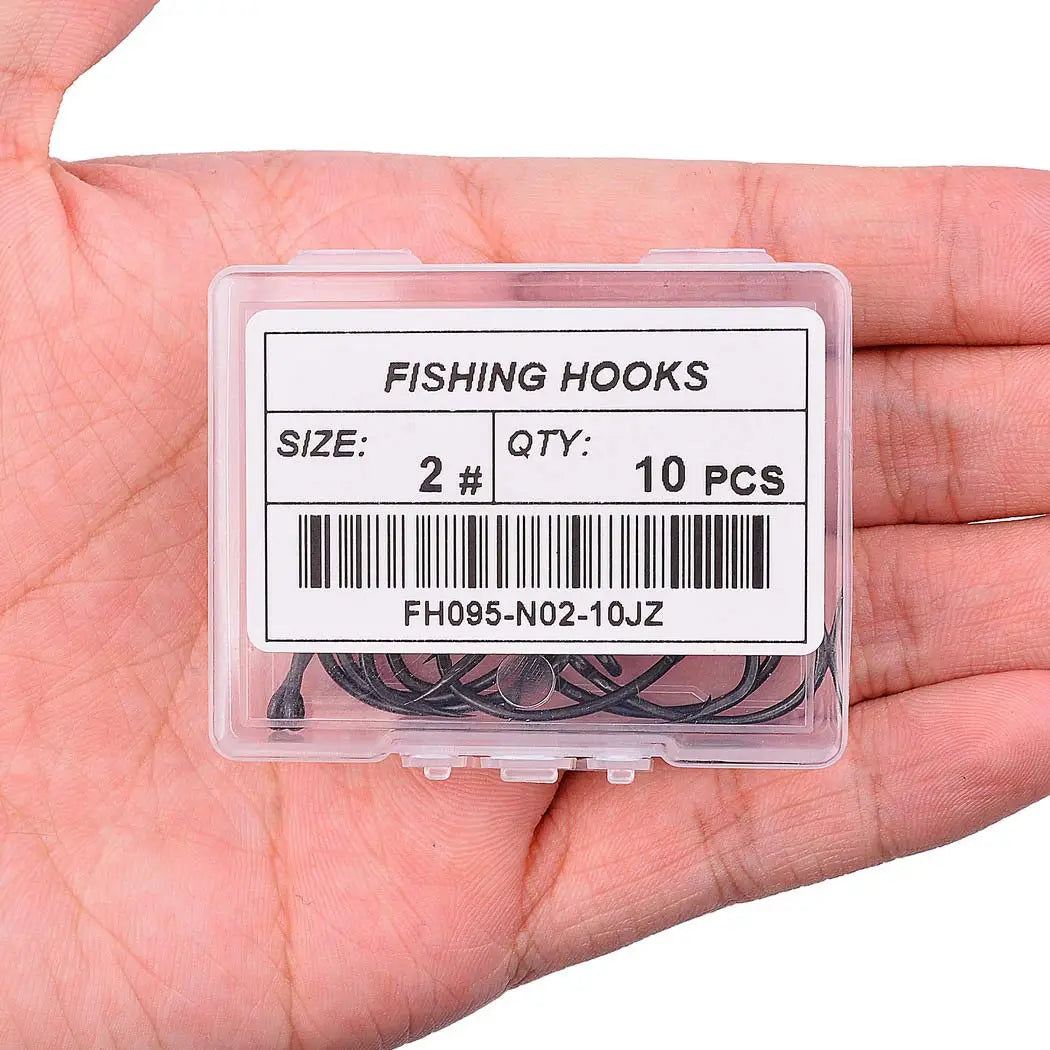 FISHING HOOKS
SIZE: 2 #
QTY: 10 PCS
FH095-N02-10JZ